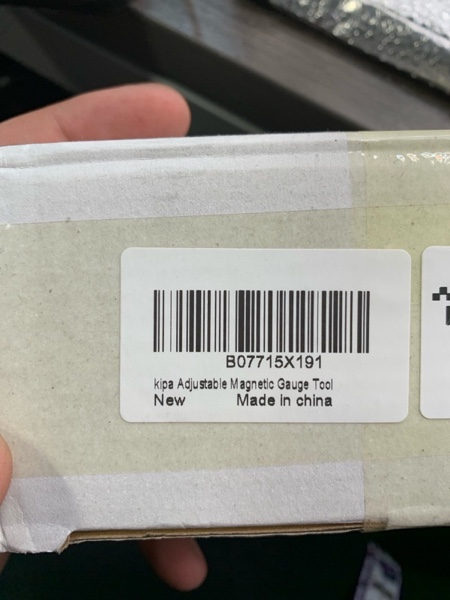 B07715X191
kipa Adjustable Magnetic Gauge Tool
New Made in china